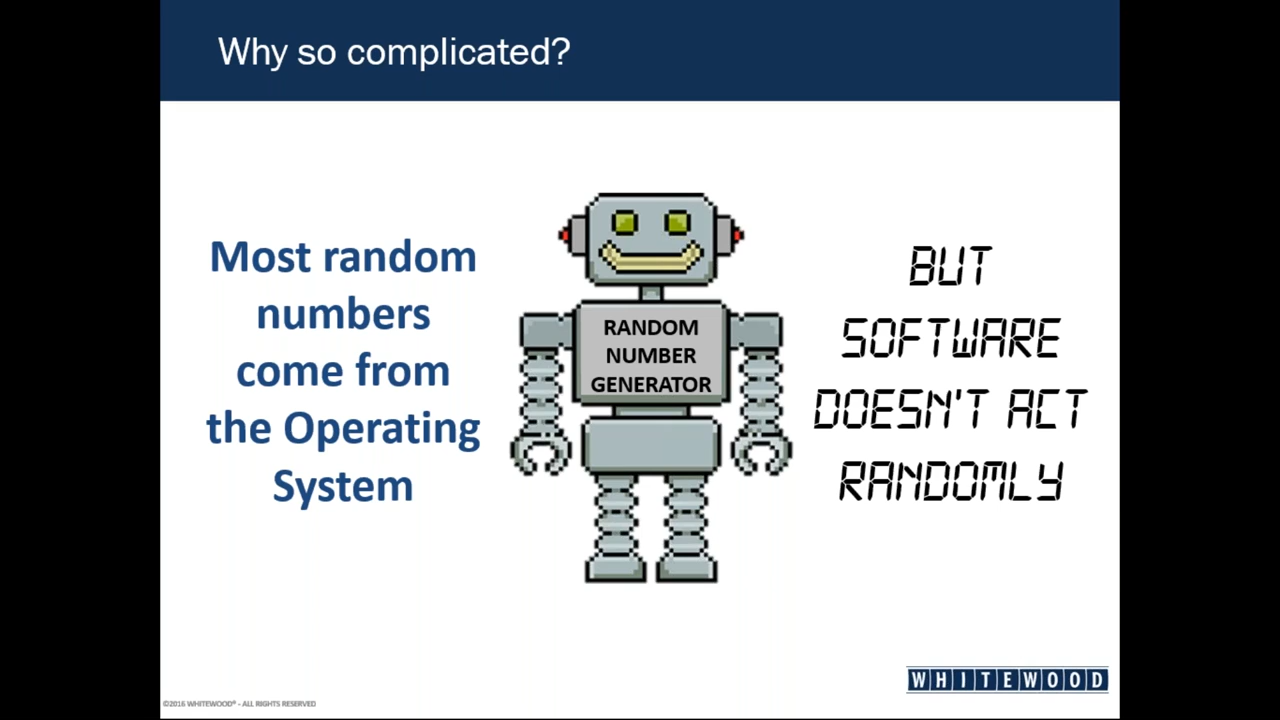 Why so complicated?
Most random
numbers
come from
the Operating
System
RANDOM
NUMBER
GENERATOR
BUT
SOFTWARE
DOESN'T ACT
RANDOMLY
WHITEWOOD
©2016 WHITEWOOD® - ALL RIGHTS RESERVED